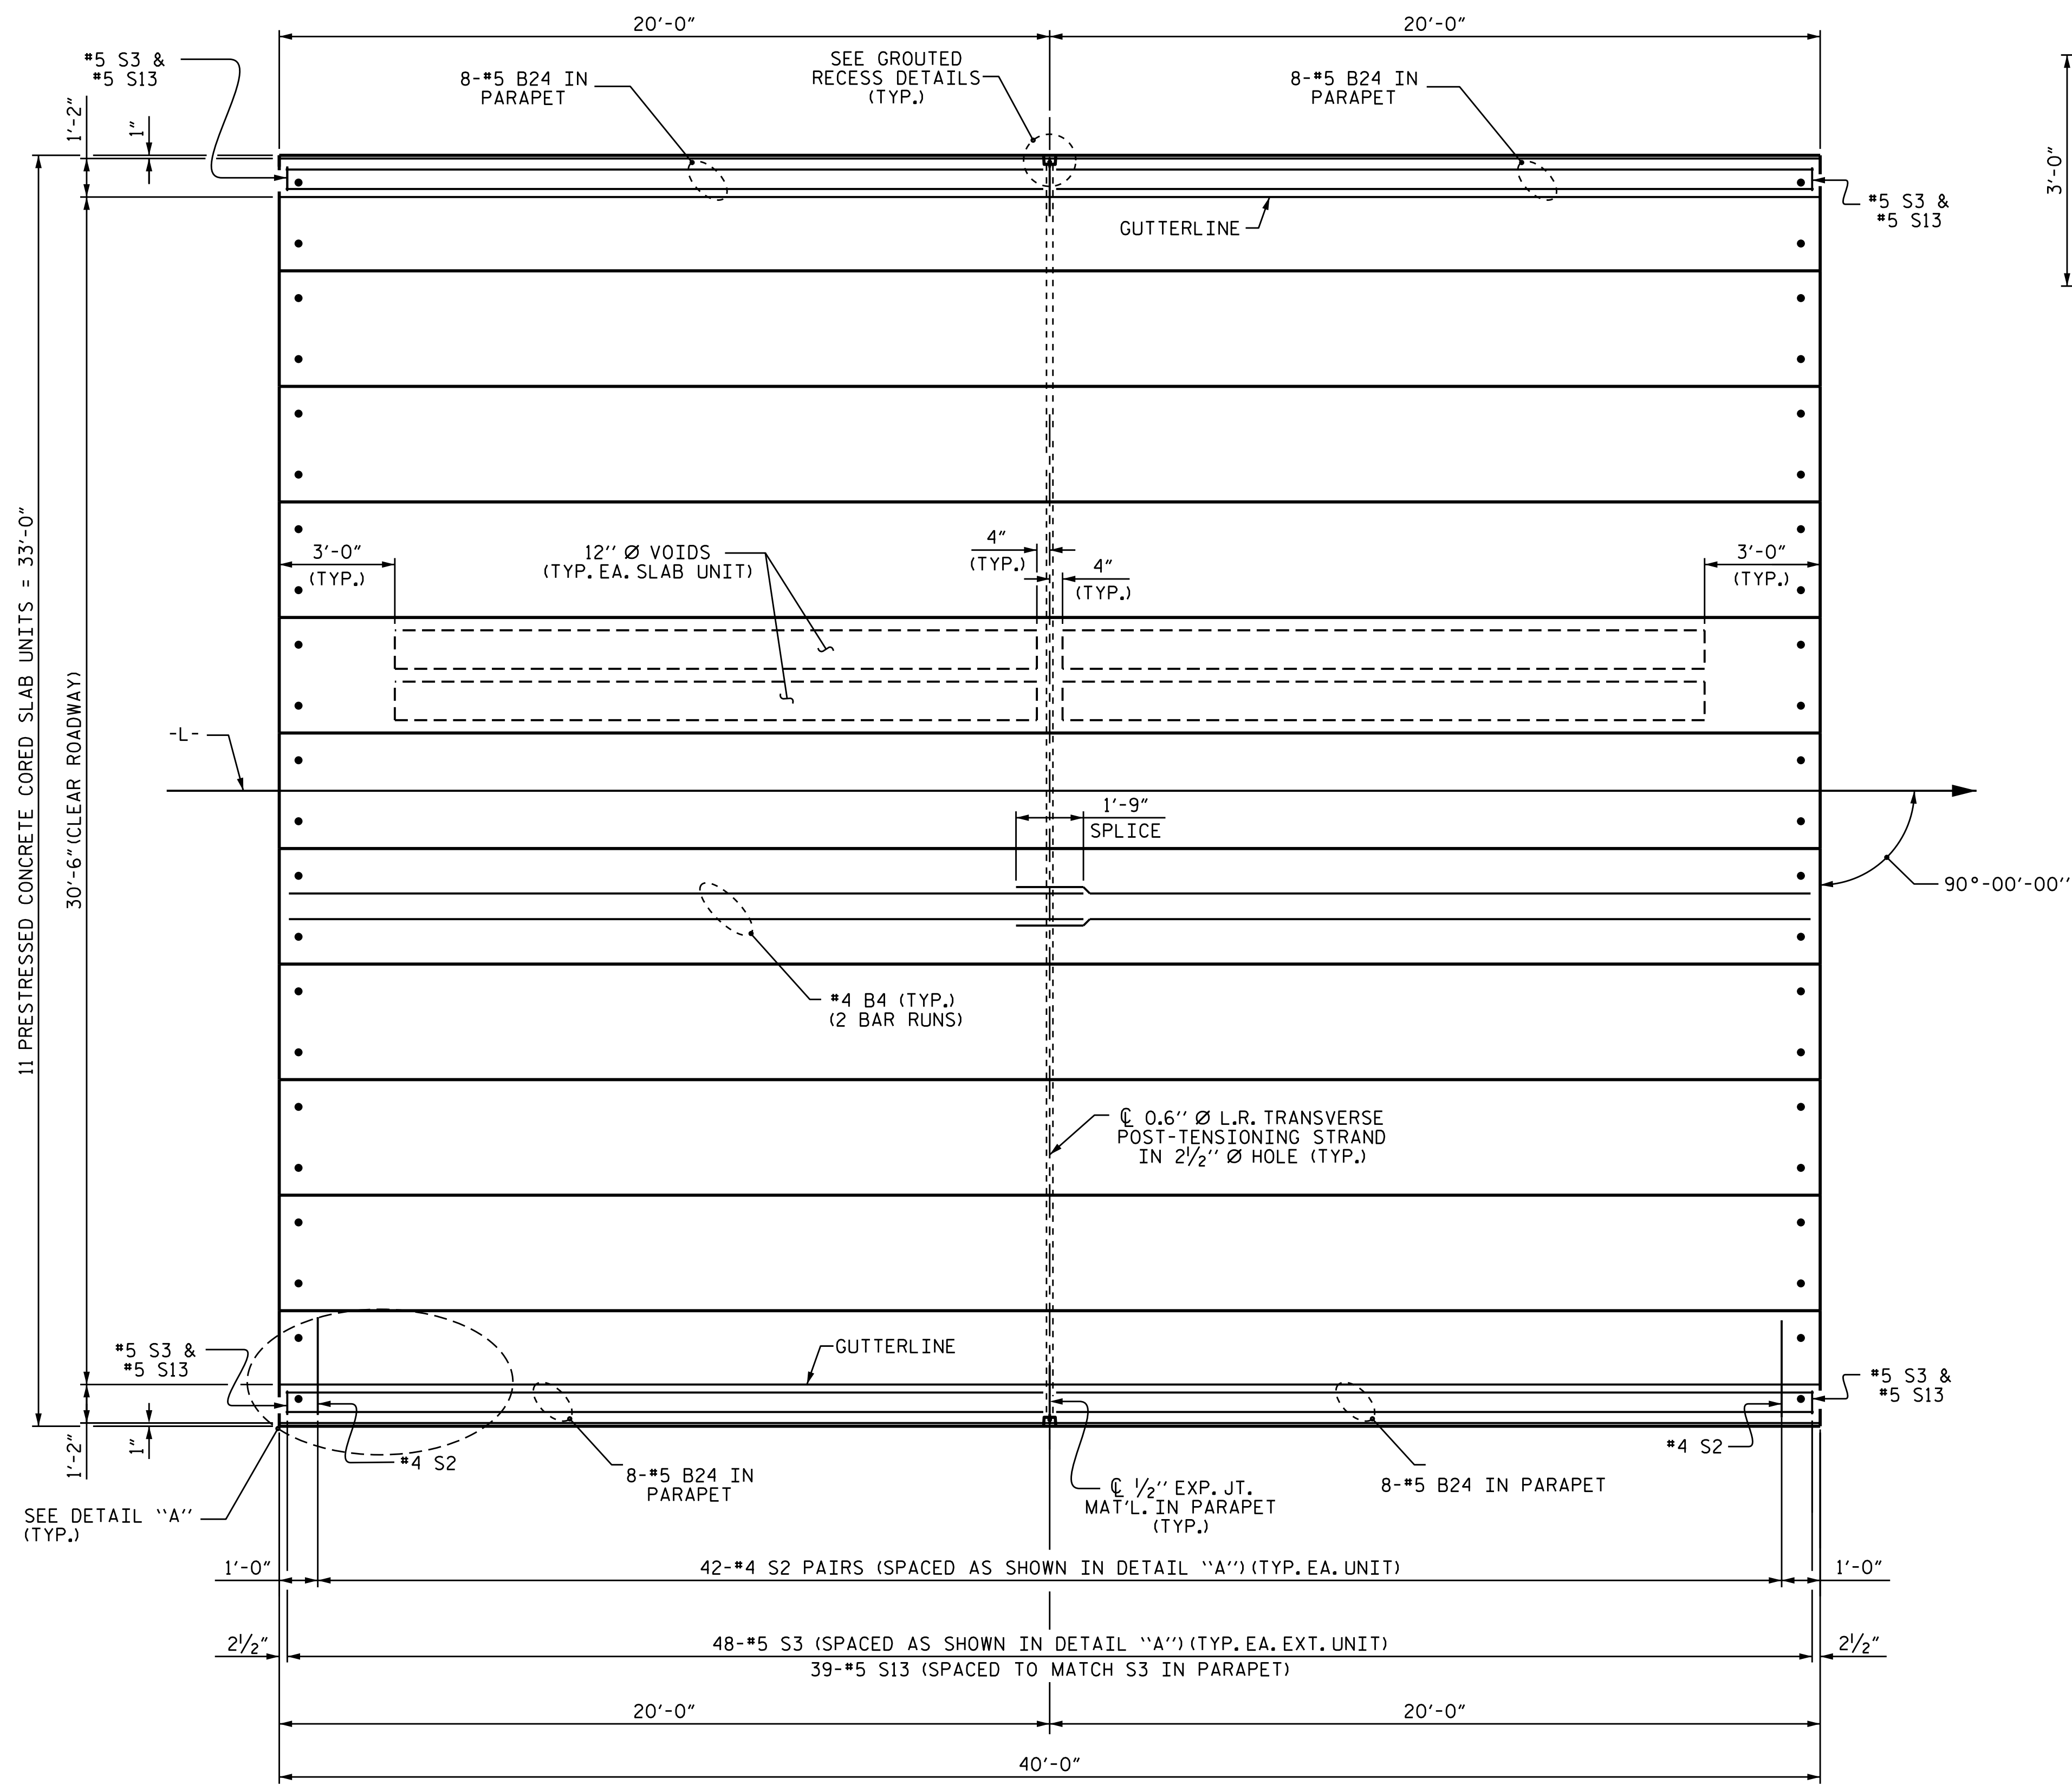 20'-0"
20'-0"
#5 S3 &
#5 S13
8-#5 B24 IN
PARAPET
SEE GROUTED
RECESS DETAILS
(TYP.)
8-#5 B24 IN
PARAPET
1'-2"
1"
3'-0"
#5 S3 &
#5 S13
GUTTERLINE
11 PRESTRESSED CONCRETE CORED SLAB UNITS = 33'-0"
30'-6" (CLEAR ROADWAY)
3'-0"
(TYP.)
12'' Ø VOIDS
(TYP. EA. SLAB UNIT)
4"
(TYP.)
4"
(TYP.)
3'-0"
(TYP.)
-L-
1'-9"
SPLICE
90°-00'-00''
#4 B4 (TYP.)
(2 BAR RUNS)
℄ 0.6'' Ø L.R. TRANSVERSE
POST-TENSIONING STRAND
IN 2½'' Ø HOLE (TYP.)
#5 S3 &
#5 S13
GUTTERLINE
#5 S3 &
#5 S13
1'-2"
1"
#4 S2
#4 S2
8-#5 B24 IN
PARAPET
℄ ½'' EXP. JT.
MAT'L. IN PARAPET
(TYP.)
8-#5 B24 IN PARAPET
SEE DETAIL ''A''
(TYP.)
1'-0"
42-#4 S2 PAIRS (SPACED AS SHOWN IN DETAIL ''A'') (TYP. EA. UNIT)
1'-0"
2½"
48-#5 S3 (SPACED AS SHOWN IN DETAIL ''A'') (TYP. EA. EXT. UNIT)
39-#5 S13 (SPACED TO MATCH S3 IN PARAPET)
2½"
20'-0"
20'-0"
40'-0"